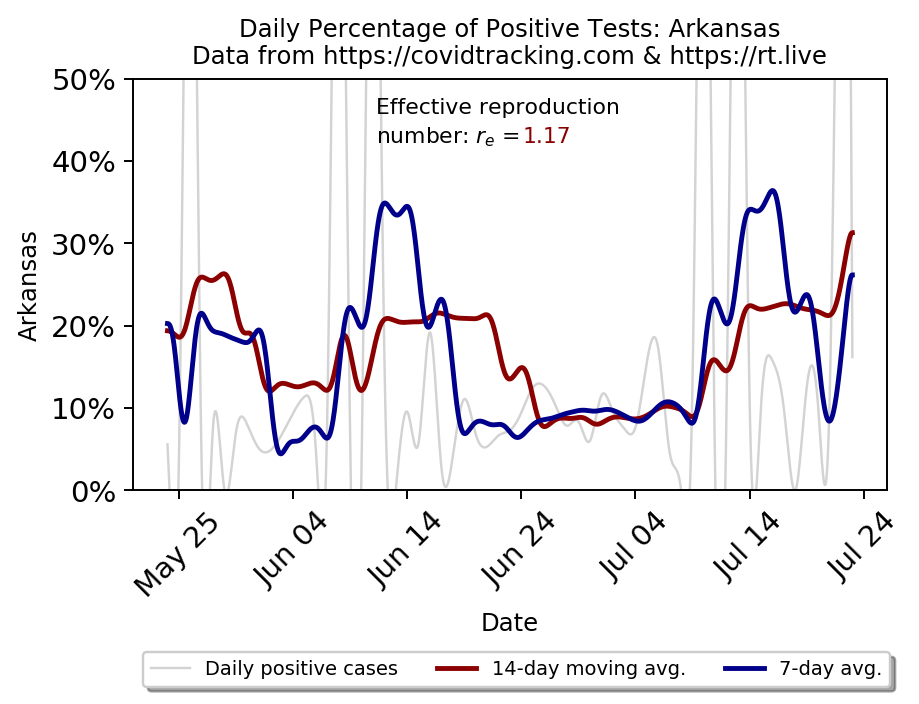 Daily Percentage of Positive Tests: Arkansas
Data from https://covidtracking.com & https://rt.live
50%
40%
30%
20%
10%
0%
Arkansas
Effective reproduction
number: rₑ =1.17
May 25
Jun 04
Jun 14
Jun 24
Jul 04
Jul 14
Jul 24
Date
Daily positive cases
14-day moving avg.
7-day avg.